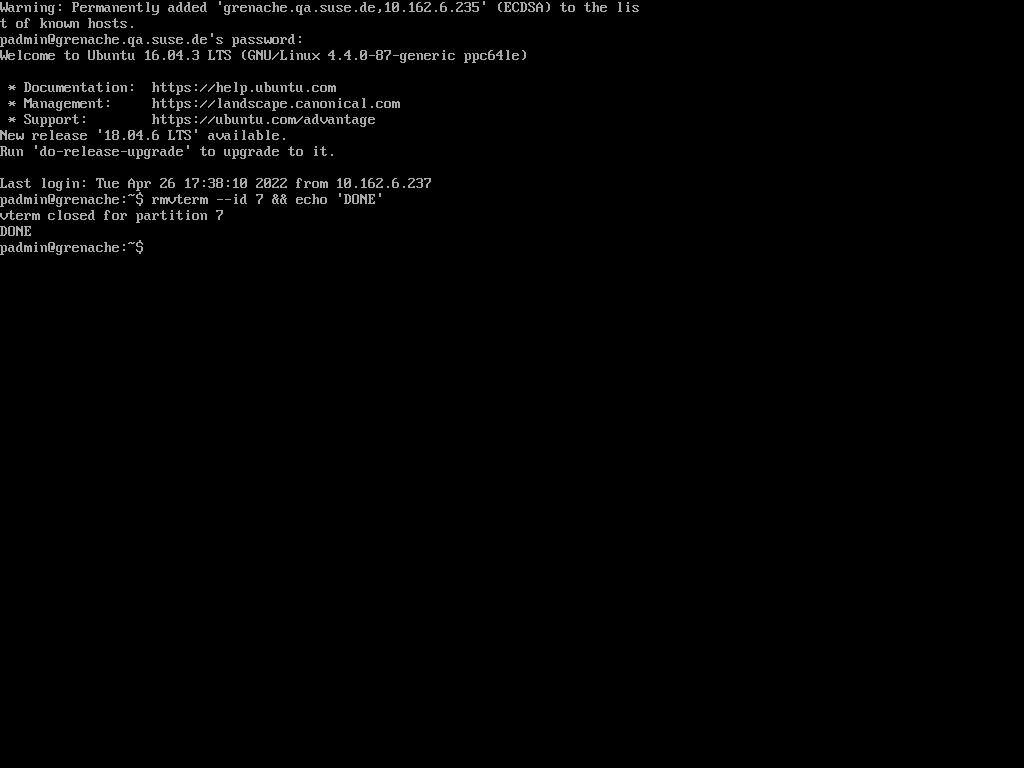 Warning: Permanently added 'grenache.qa.suse.de,10.162.6.235' (ECDSA) to the lis
t of known hosts.
padmin@grenache.qa.suse.de's password:
Welcome to Ubuntu 16.04.3 LTS (GNU/Linux 4.4.0-87-generic ppc64le)

 * Documentation:  https://help.ubuntu.com
 * Management:     https://landscape.canonical.com
 * Support:        https://ubuntu.com/advantage
New release '18.04.6 LTS' available.
Run 'do-release-upgrade' to upgrade to it.

Last login: Tue Apr 26 17:38:10 2022 from 10.162.6.237
padmin@grenache:~$ rmvterm --id 7 && echo 'DONE'
vterm closed for partition 7
DONE
padmin@grenache:~$